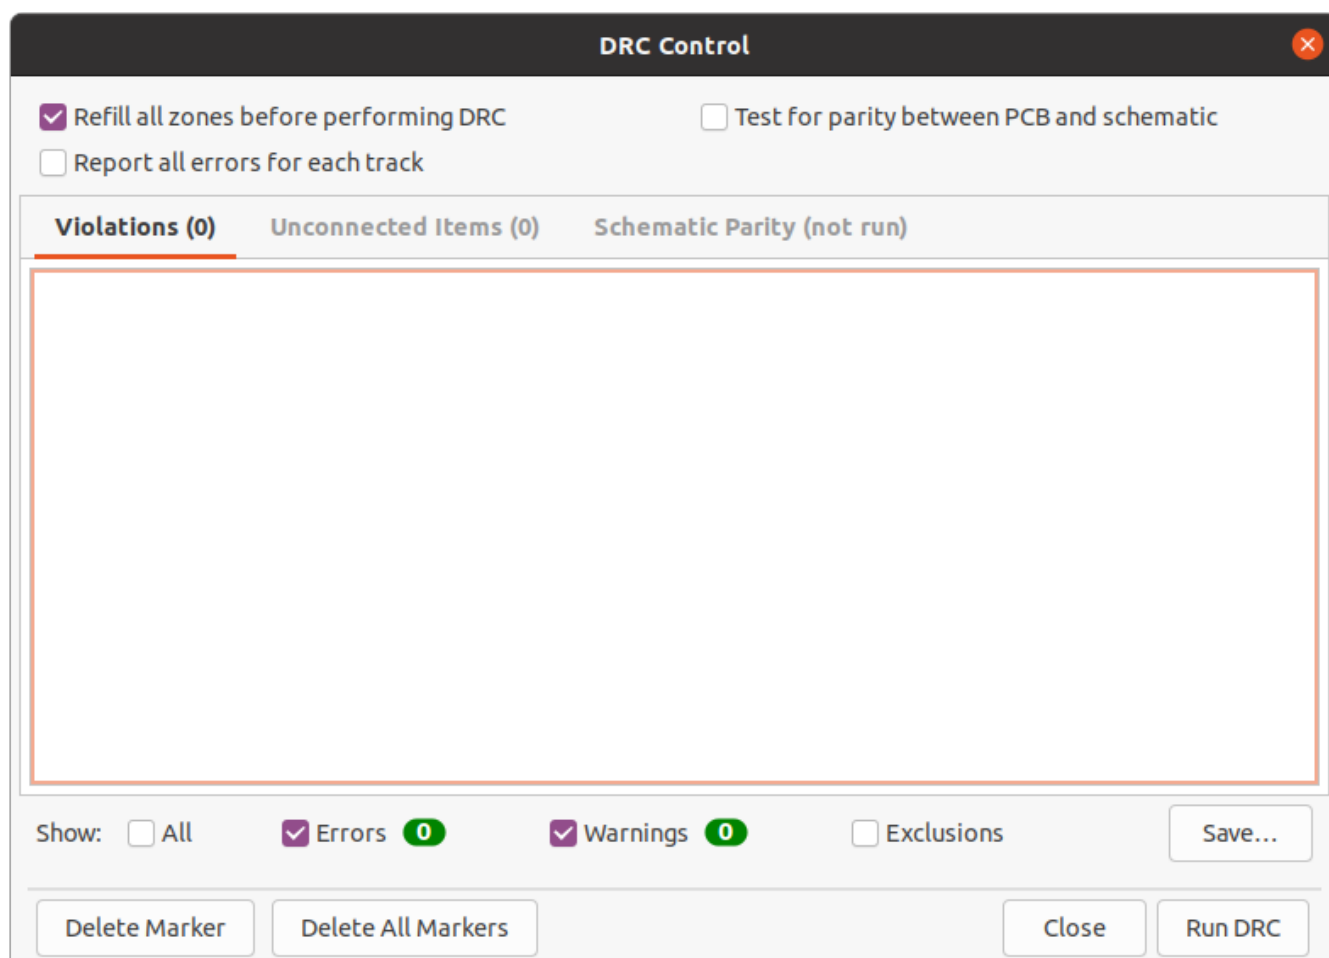 DRC Control
Refill all zones before performing DRC
Test for parity between PCB and schematic
Report all errors for each track
Violations (0) Unconnected Items (0) Schematic Parity (not run)
Show: All Errors 0 Warnings 0 Exclusions Save...
Delete Marker Delete All Markers Close Run DRC